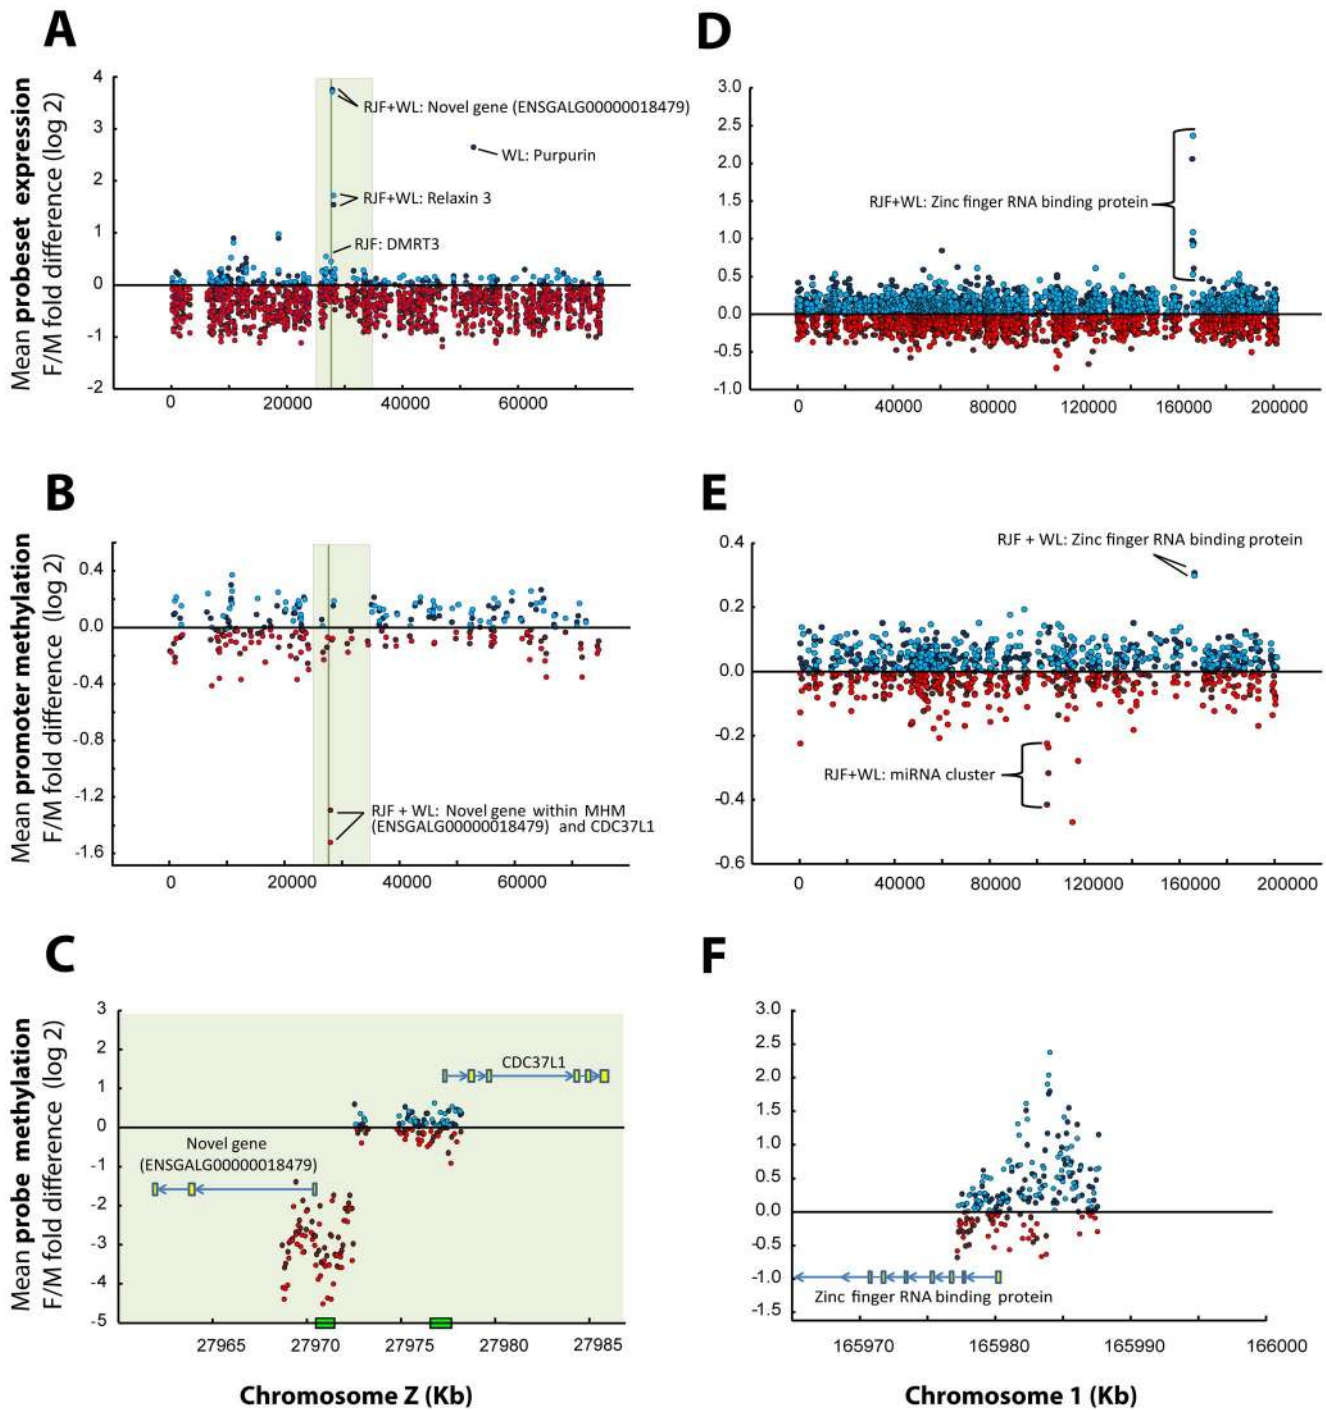 A
Mean probeset expression
F/M fold difference (log 2)
4
3
2
1
0
-1
-2
RJF+WL: Novel gene (ENSGALG00000018479)
WL: Purpurin
RJF+WL: Relaxin 3
RJF: DMRT3
0 20000 40000 60000
D
3.0
2.5
2.0
1.5
1.0
0.5
0.0
-0.5
-1.0
RJF+WL: Zinc finger RNA binding protein
0 40000 80000 120000 160000 200000
B
Mean promoter methylation
F/M fold difference (log 2)
0.4
0.0
-0.4
-0.8
-1.2
-1.6
RJF + WL: Novel gene within MHM
(ENSGALG00000018479) and CDC37L1
0 20000 40000 60000
E
0.4
0.2
0.0
-0.2
-0.4
-0.6
RJF + WL: Zinc finger RNA binding protein
RJF+WL: miRNA cluster
0 40000 80000 120000 160000 200000
C
Mean probe methylation
F/M fold difference (log 2)
3
2
1
0
-1
-2
-3
-4
-5
CDC37L1
Novel gene
(ENSGALG00000018479)
27965 27970 27975 27980 27985
Chromosome Z (Kb)
F
3.0
2.5
2.0
1.5
1.0
0.5
0.0
-0.5
-1.0
-1.5
Zinc finger RNA binding protein
165970 165980 165990 166000
Chromosome 1 (Kb)